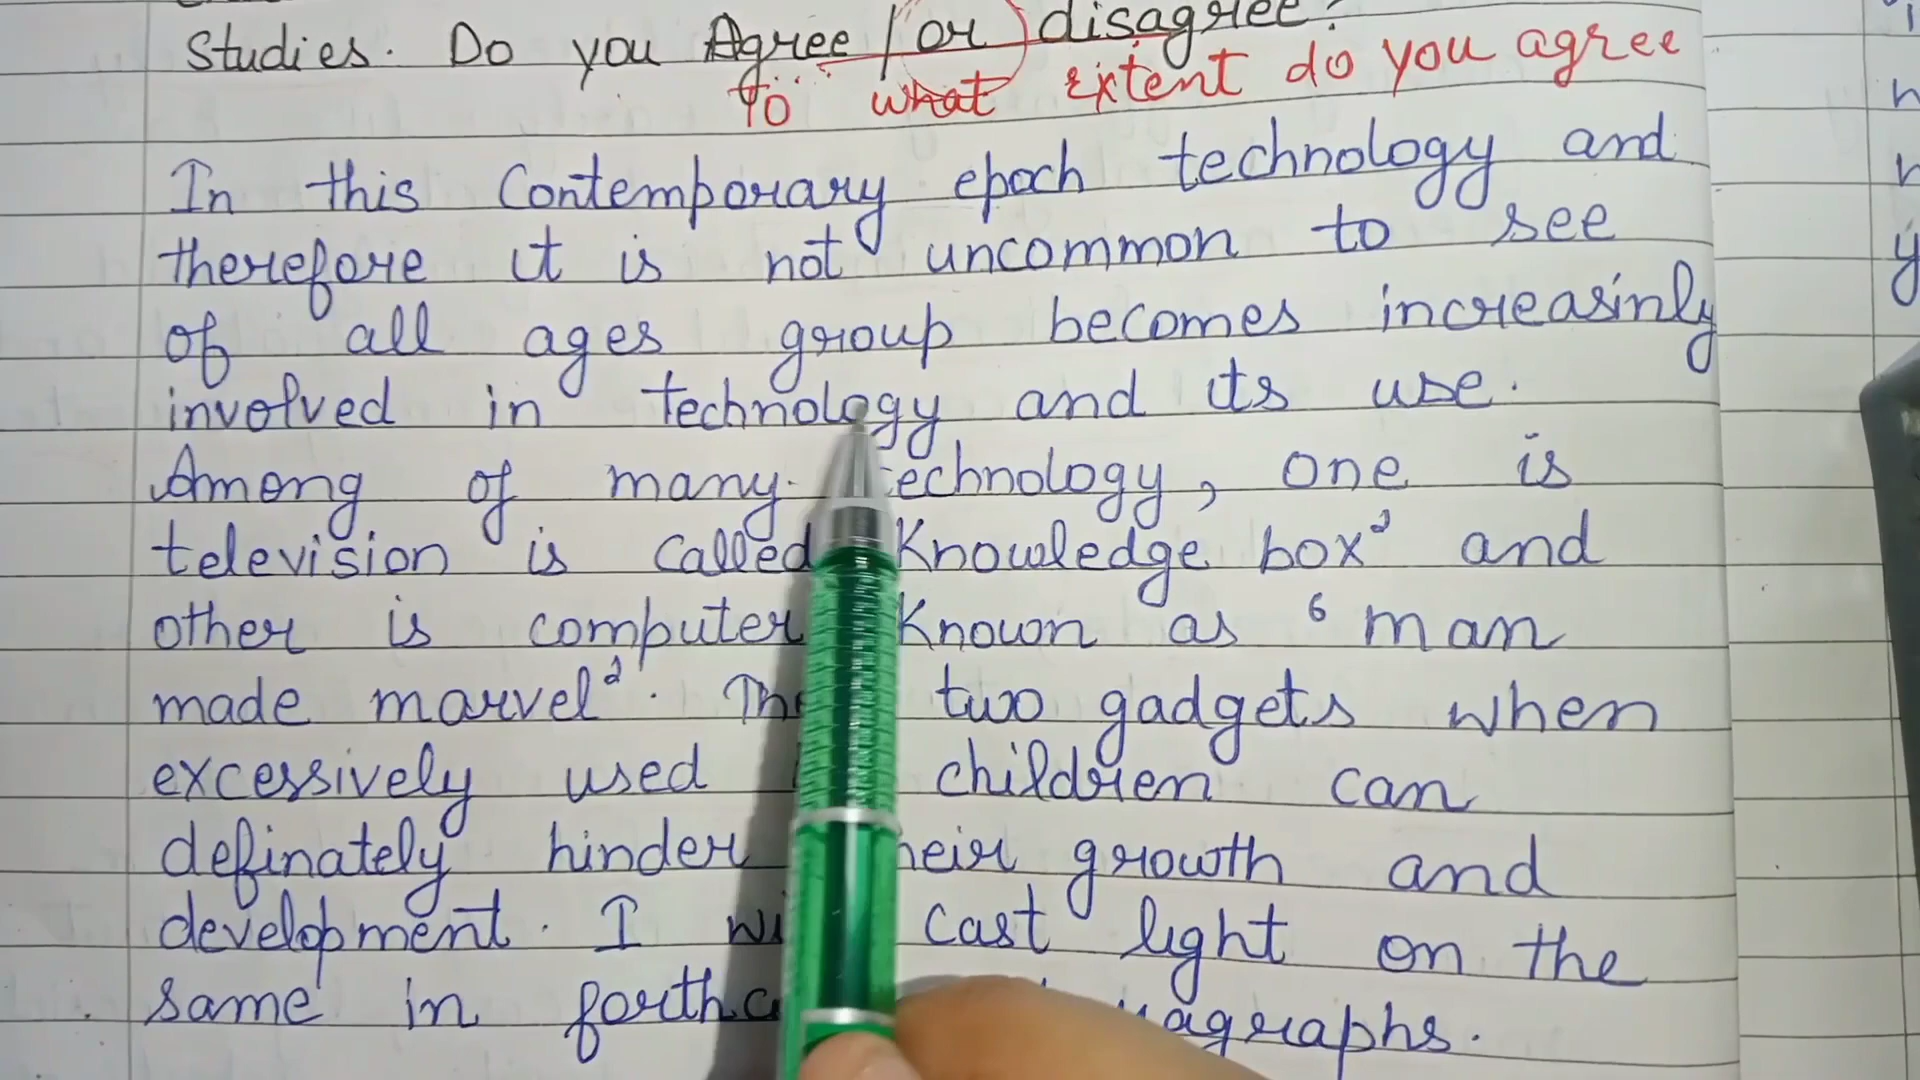 Studies. Do you Agree / or disagree?
To what extent do you agree
In this Contemporary epoch technology and
therefore it is not uncommon to see
of all ages group becomes increasinly
involved in technology and its use.
Among of many technology, one is
television is called Knowledge box" and
other is computer Known as "man
made marvel". two gadgets when
excessively used children can
definately hinder their growth and
development. I cast light on the
same in paragraphs.